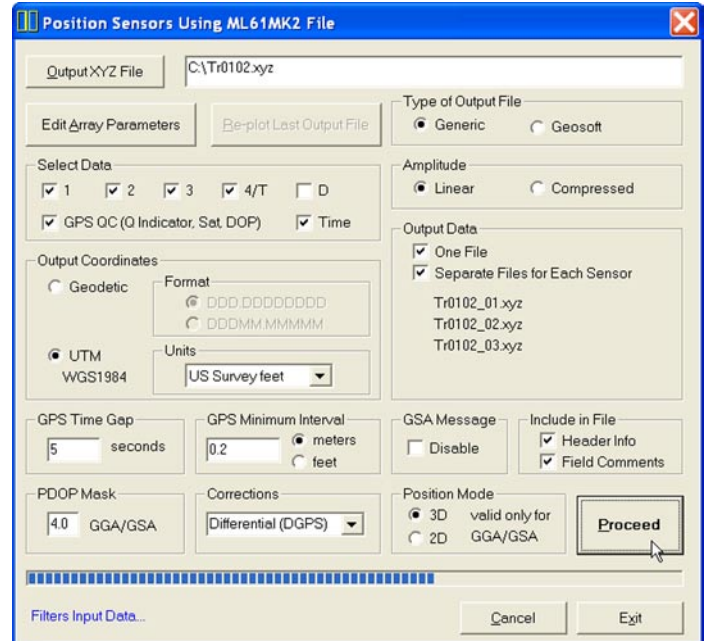 Position Sensors Using ML61MK2 File
Output XYZ File
C:\Tr0102.xyz
Edit Array Parameters
Re-plot Last Output File
Type of Output File
Generic
Geosoft
Select Data
1 2 3 4/T D
GPS QC (Q Indicator, Sat, DOP) Time
Amplitude
Linear
Compressed
Output Data
One File
Separate Files for Each Sensor
Tr0102_01.xyz
Tr0102_02.xyz
Tr0102_03.xyz
Output Coordinates
Geodetic
Format
DDD.DDDDDDDD
DDDMM.MMMMM
UTM
WGS1984
Units
US Survey feet
GPS Time Gap
5 seconds
GPS Minimum Interval
0.2
meters
feet
GSA Message
Disable
Include in File
Header Info
Field Comments
PDOP Mask
4.0 GGA/GSA
Corrections
Differential (DGPS)
Position Mode
3D valid only for
2D GGA/GSA
Proceed
Filters Input Data...
Cancel
Exit